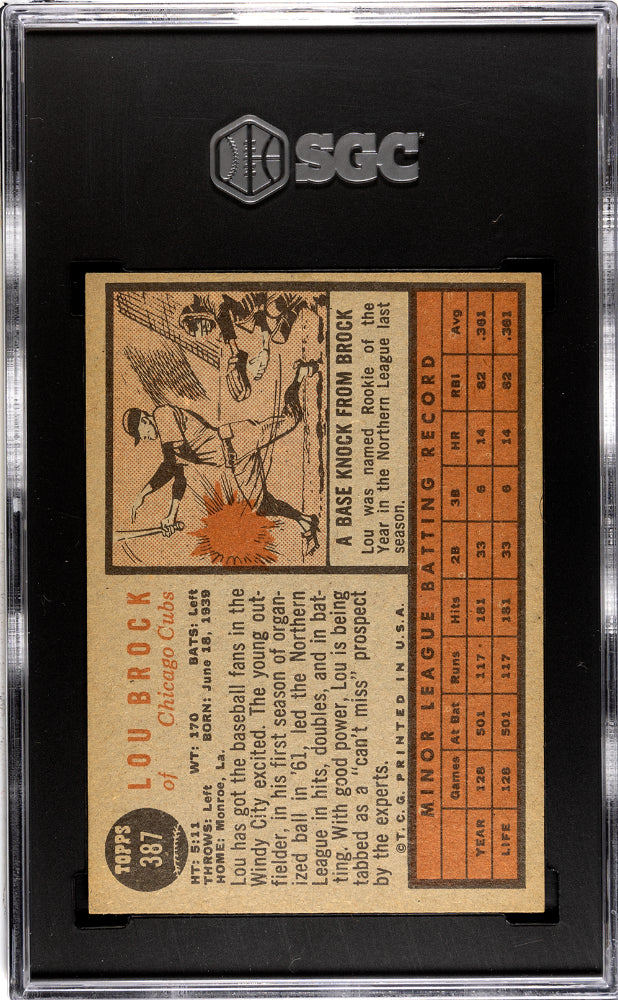 SGC
TOPPS
387
LOU BROCK
of
Chicago Cubs
HT: 5:11 WT: 170 BATS: Left
THROWS: Left BORN: June 18, 1939
HOME: Monroe, La.
Lou has got the baseball fans in the
Windy City excited. The young out-
fielder, in his first season of organ-
ized ball in '61, led the Northern
League in hits, doubles, and in bat-
ting. With good power, Lou is being
tabbed as a "can't miss" prospect
by the experts.
©T.C.G. PRINTED IN U.S.A.
A BASE KNOCK FROM BROCK
Lou was named Rookie of the
Year in the Northern League last
season.
MINOR LEAGUE BATTING RECORD
Games At Bat Runs Hits 2B 3B HR RBI Avg
YEAR 128 501 117 181 33 6 14 82 .361
LIFE 128 501 117 181 33 6 14 82 .361